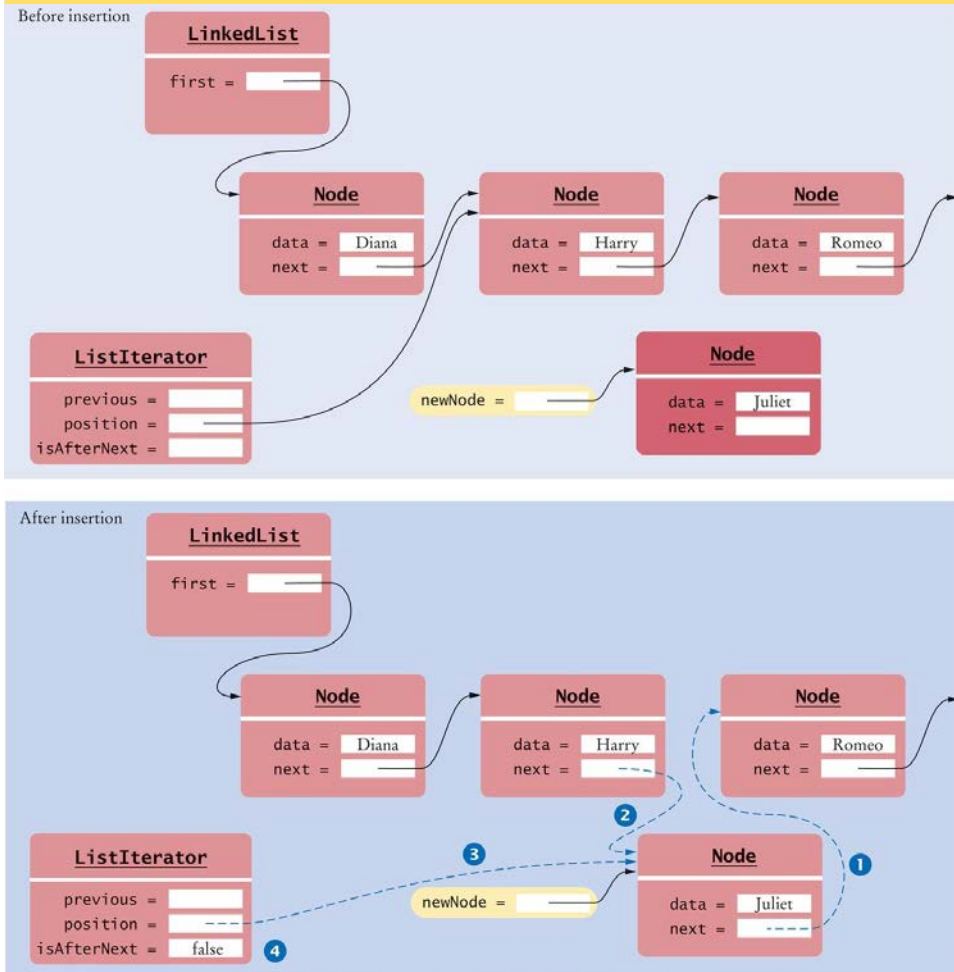 Before insertion
LinkedList
first =
Node
data = Diana
next =
Node
data = Harry
next =
Node
data = Romeo
next =
ListIterator
previous =
position =
isAfterNext =
newNode =
Node
data = Juliet
next =
After insertion
LinkedList
first =
Node
data = Diana
next =
Node
data = Harry
next =
Node
data = Romeo
next =
2
3
1
ListIterator
previous =
position =
isAfterNext = false
4
newNode =
Node
data = Juliet
next =